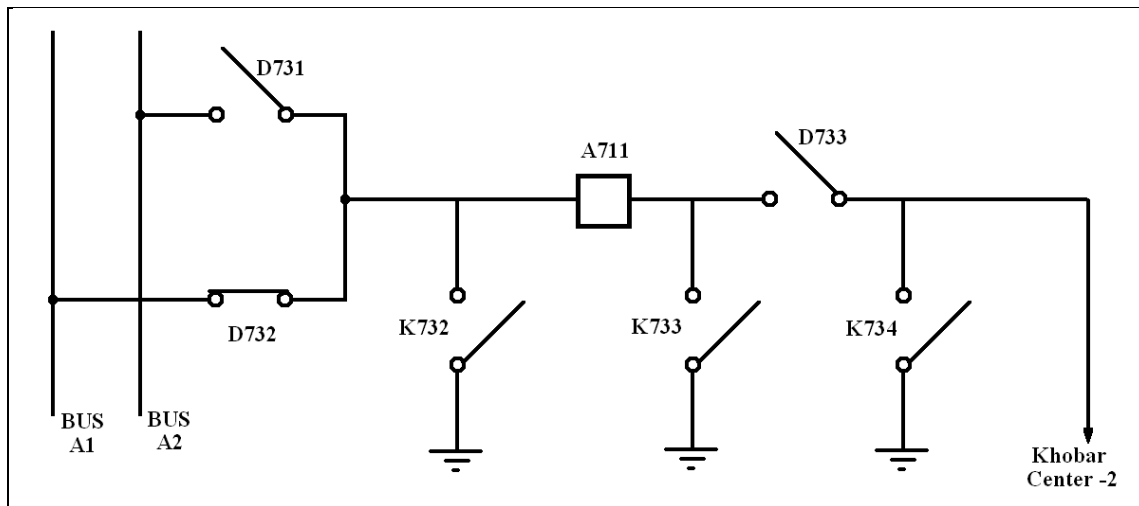 D731
A711
D733
D732
K732
K733
K734
BUS
A1
BUS
A2
Khobar
Center -2